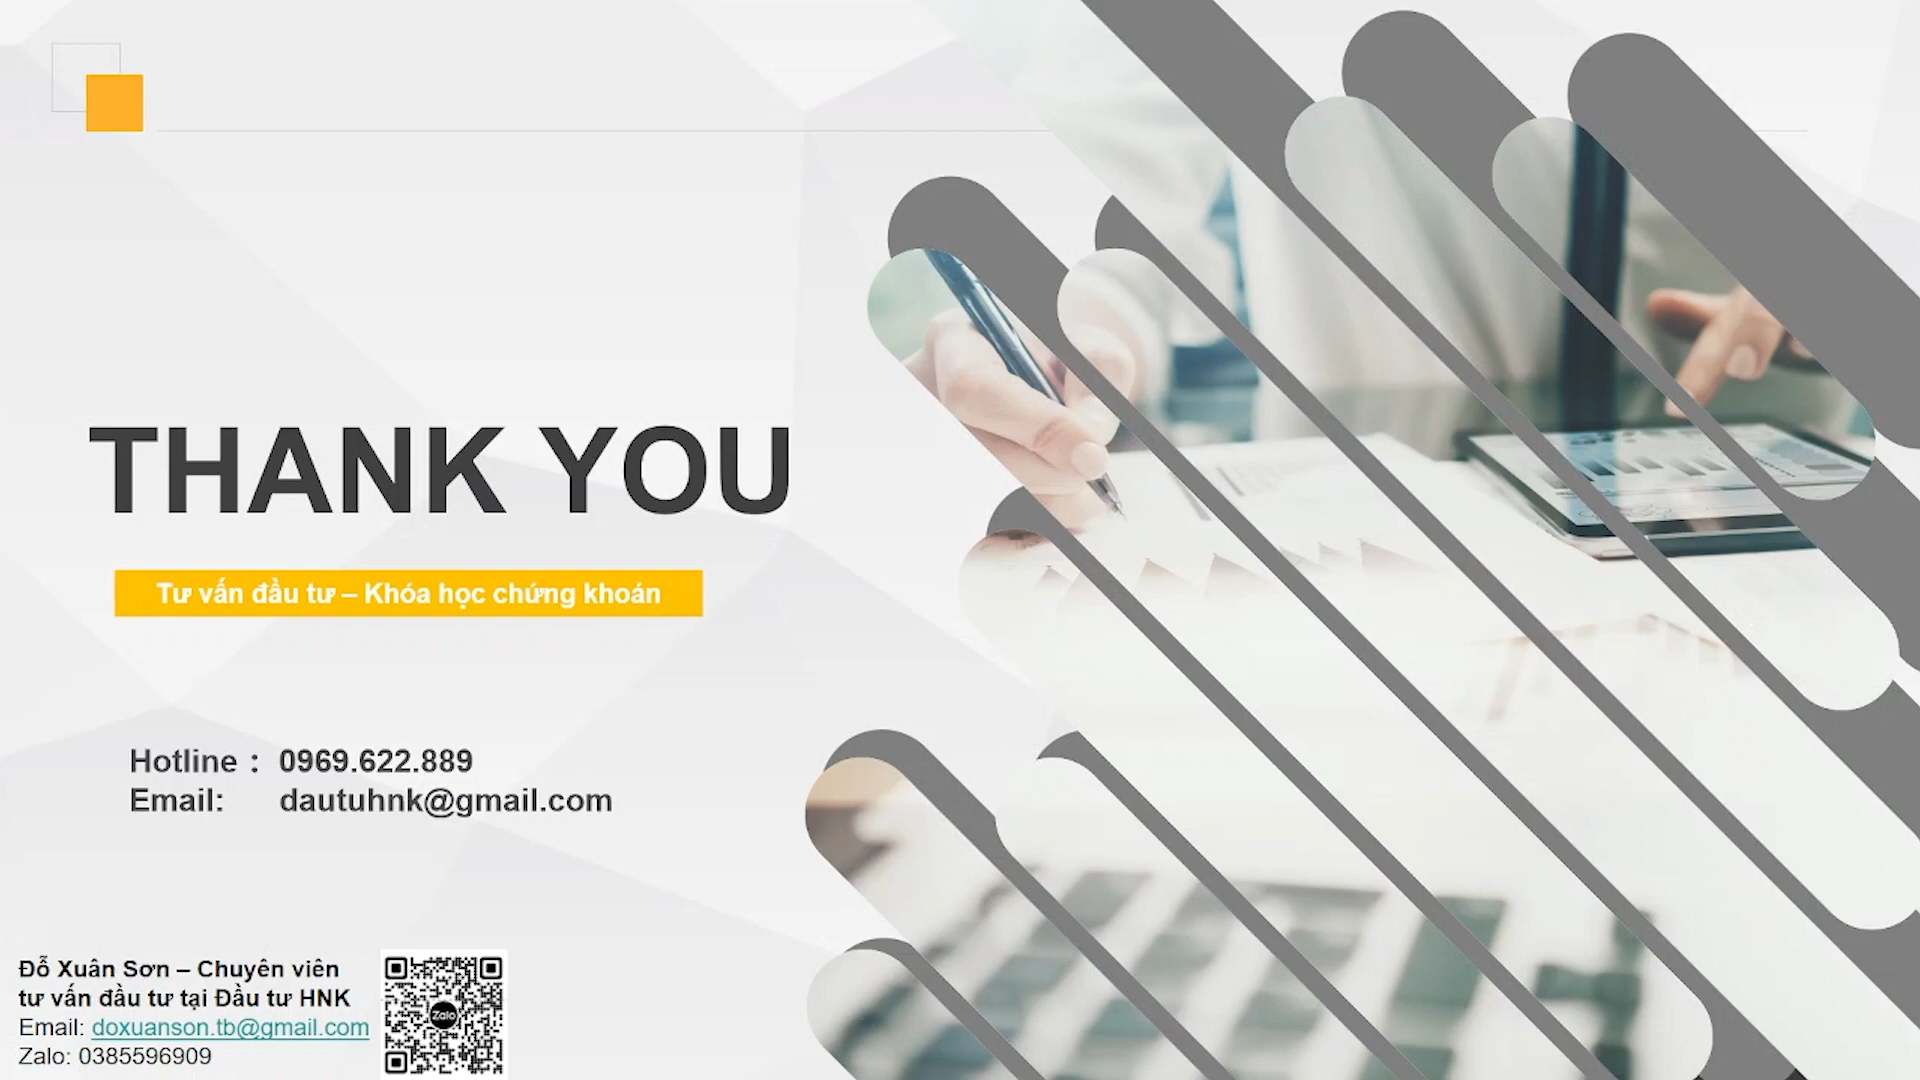 THANK YOU
Tư vấn đầu tư – Khóa học chứng khoán
Hotline : 0969.622.889
Email: dautuhnk@gmail.com
Đỗ Xuân Sơn – Chuyên viên
tư vấn đầu tư tại Đầu tư HNK
Email: doxuanson.tb@gmail.com
Zalo: 0385596909
Zalo